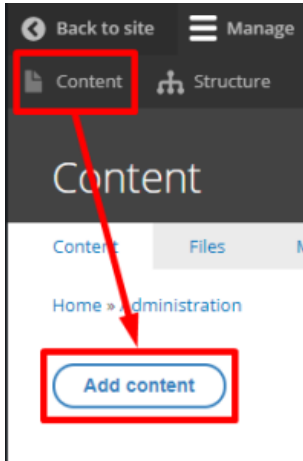 Back to site Manage
Content Structure
Content
Content Files
Home » Administration
Add content